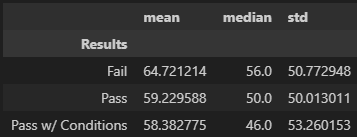 mean median std
Results
Fail 64.721214 56.0 50.772948
Pass 59.229588 50.0 50.013011
Pass w/ Conditions 58.382775 46.0 53.260153